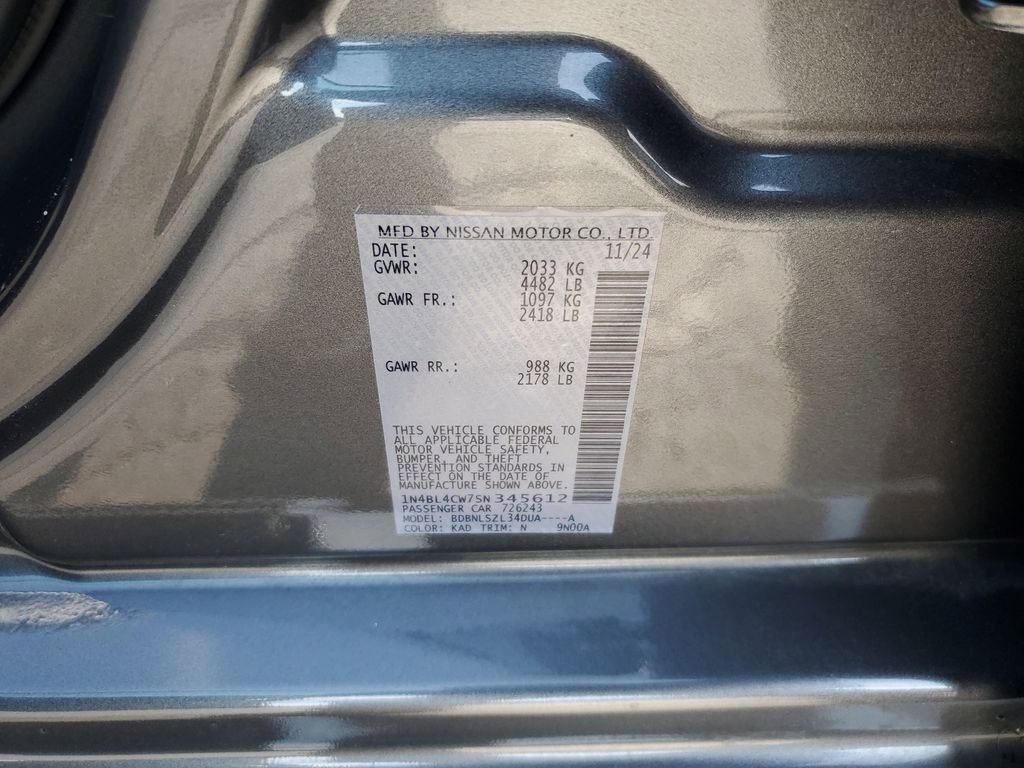 MFD BY NISSAN MOTOR CO., LTD.
DATE: 11/24
GVWR: 2033 KG
4482 LB
GAWR FR.: 1097 KG
2418 LB
GAWR RR.: 988 KG
2178 LB
THIS VEHICLE CONFORMS TO
ALL APPLICABLE FEDERAL
MOTOR VEHICLE SAFETY,
BUMPER, AND THEFT
PREVENTION STANDARDS IN
EFFECT ON THE DATE OF
MANUFACTURE SHOWN ABOVE.
1N4BL4CW7SN345612
PASSENGER CAR 726243
MODEL: BDBNLSZL34DUA----A
COLOR: KAD TRIM: N 9N00A